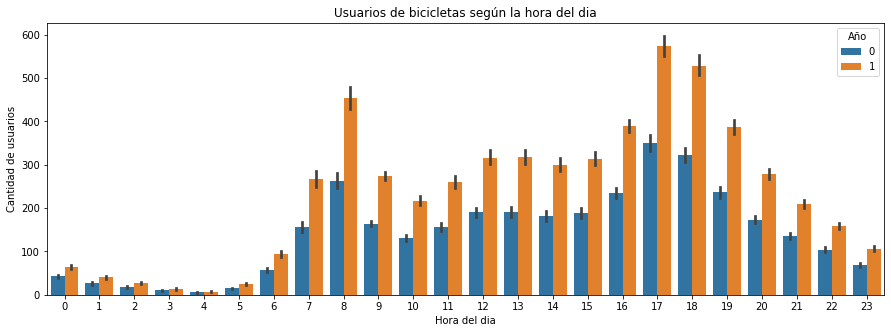 Usuarios de bicicletas según la hora del dia
Cantidad de usuarios
600
500
400
300
200
100
0
Año
0
1
0 1 2 3 4 5 6 7 8 9 10 11 12 13 14 15 16 17 18 19 20 21 22 23
Hora del dia